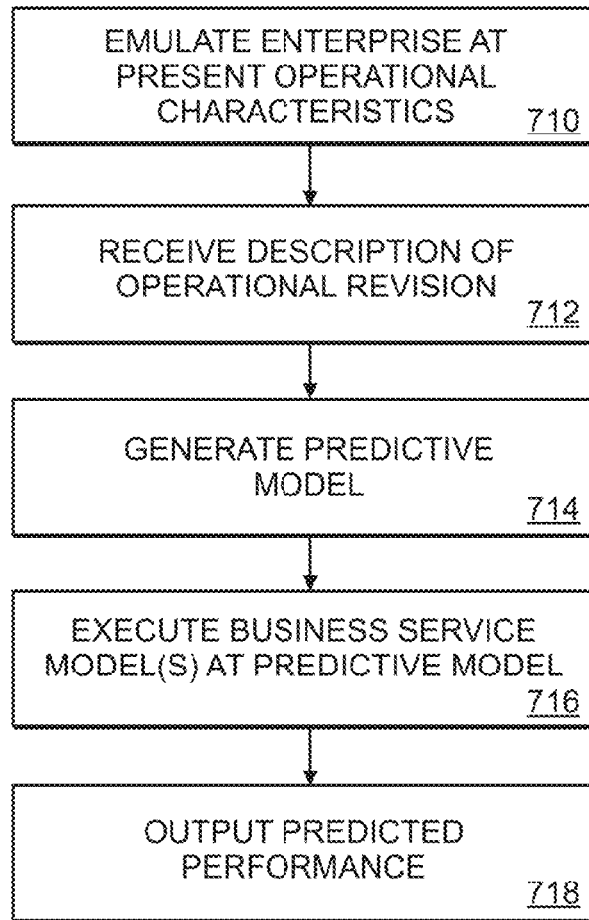 EMULATE ENTERPRISE AT
PRESENT OPERATIONAL
CHARACTERISTICS
710
RECEIVE DESCRIPTION OF
OPERATIONAL REVISION
712
GENERATE PREDICTIVE
MODEL
714
EXECUTE BUSINESS SERVICE
MODEL(S) AT PREDICTIVE MODEL
716
OUTPUT PREDICTED
PERFORMANCE
718